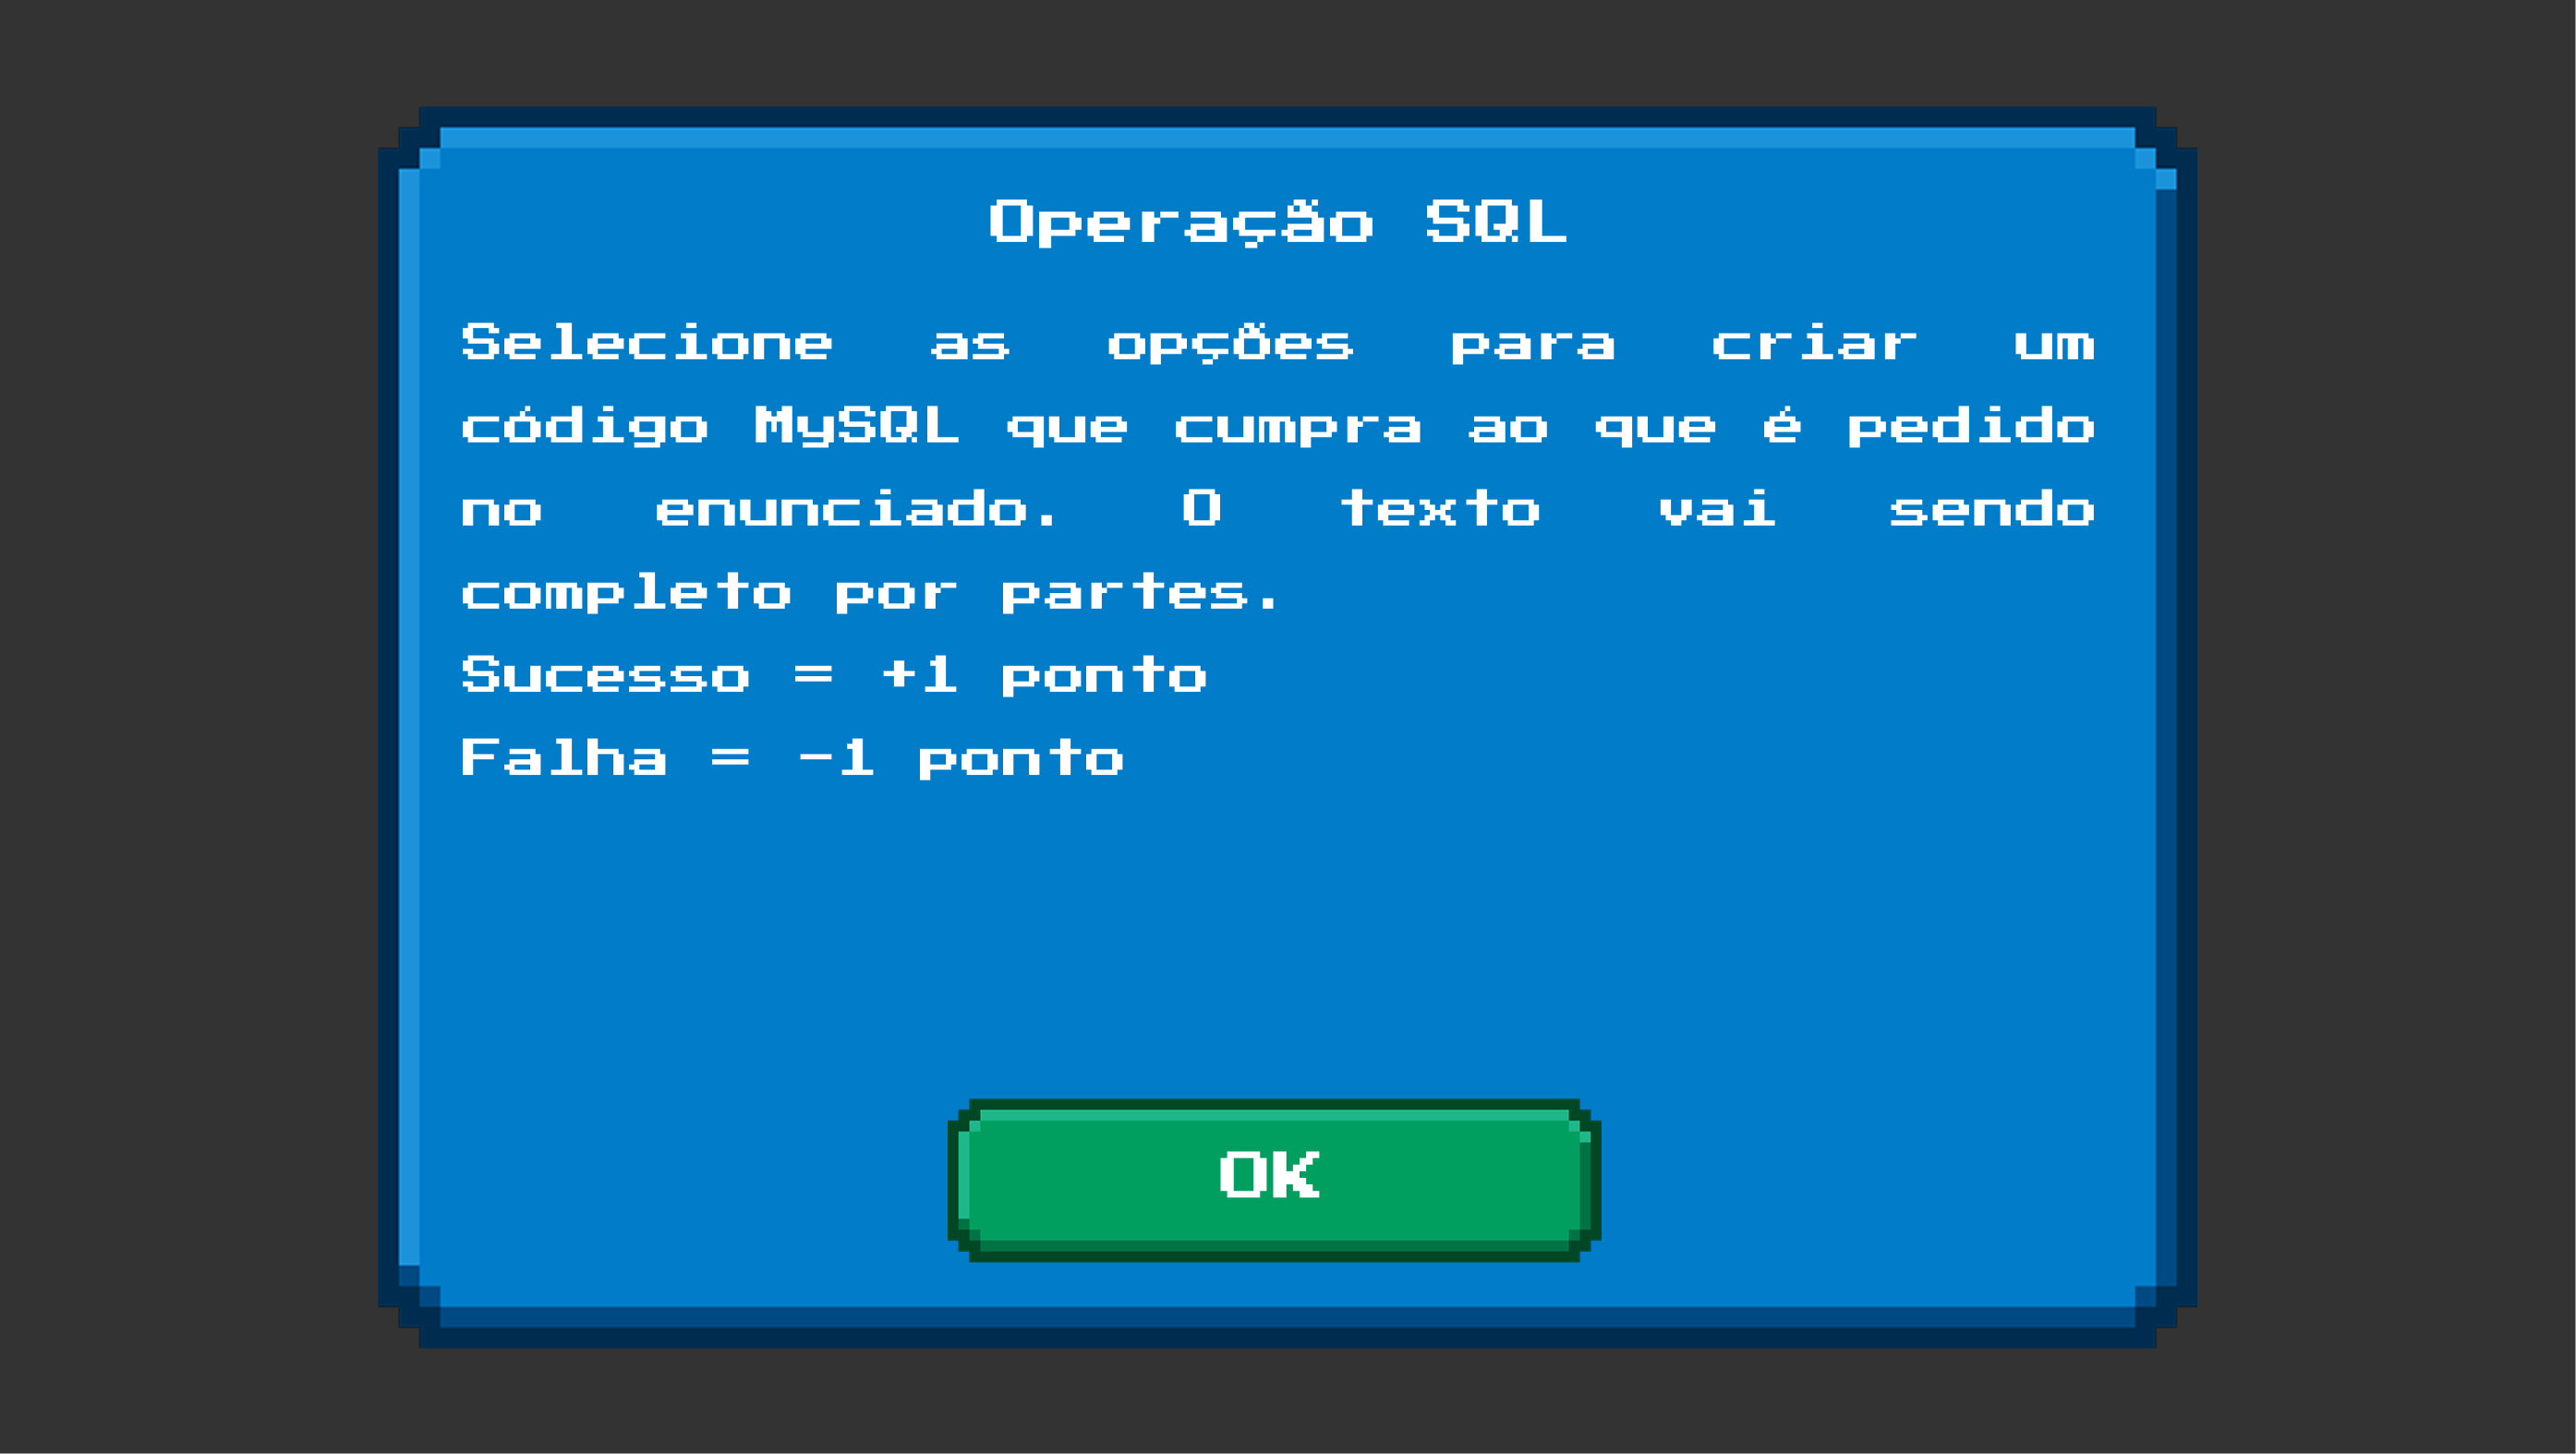 Operação SQL
Selecione as opções para criar um
código MySQL que cumpra ao que é pedido
no enunciado. O texto vai sendo
completo por partes.
Sucesso = +1 ponto
Falha = -1 ponto
OK